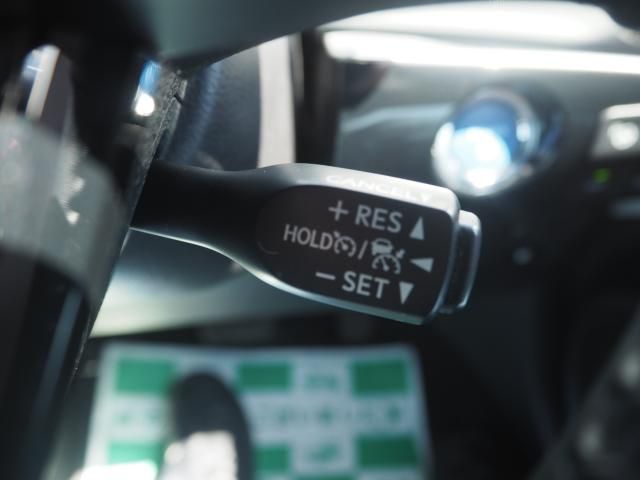 CANCEL
+ RES ▲
HOLD / ◀
− SET ▼